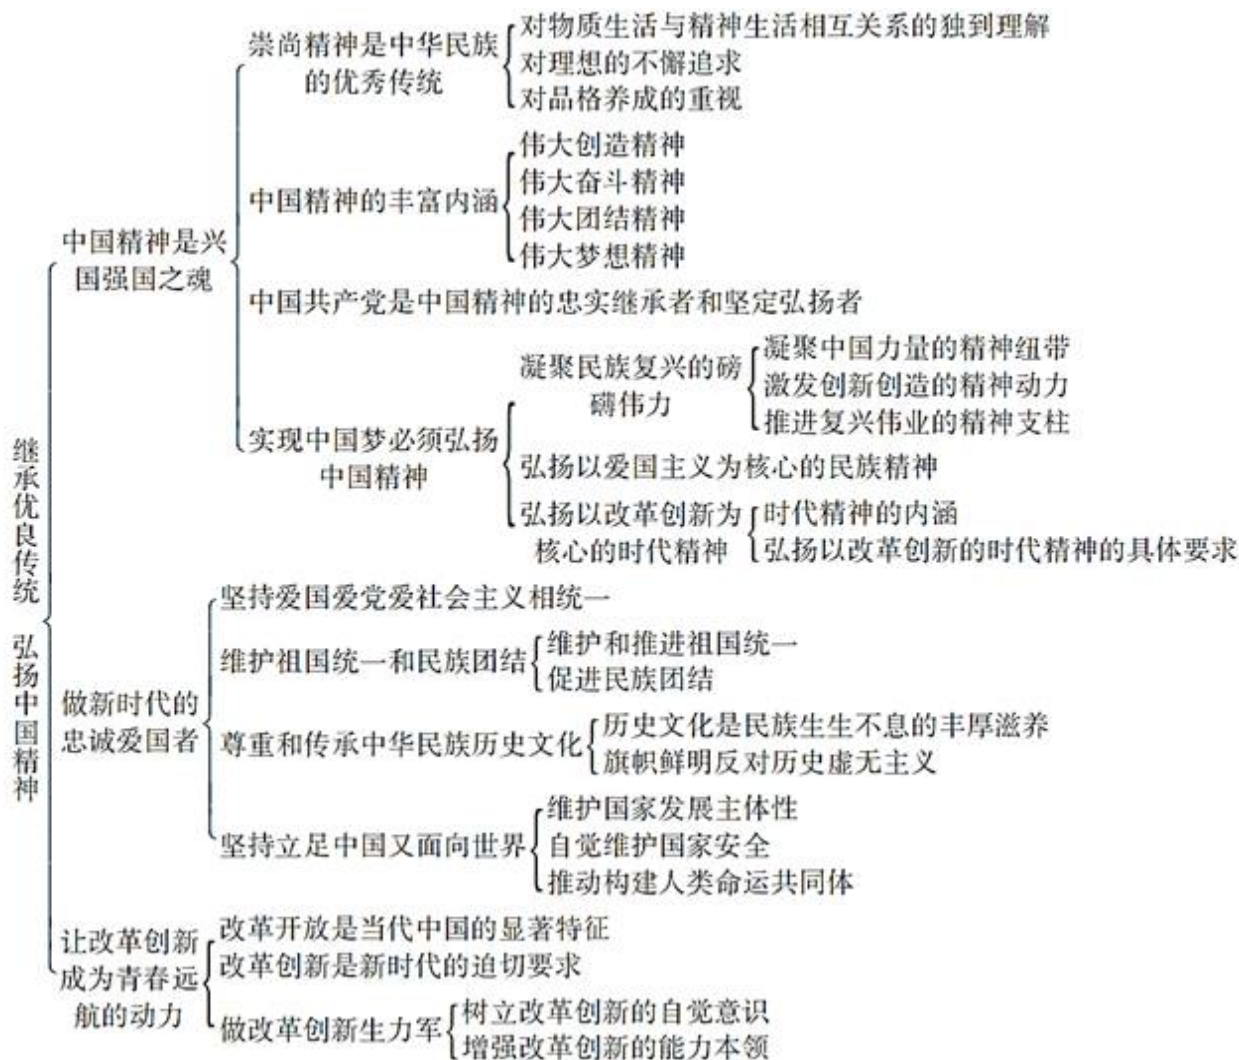 继承优良传统 弘扬中国精神
中国精神是兴
国强国之魂
崇尚精神是中华民族
的优秀传统
对物质生活与精神生活相互关系的独到理解
对理想的不懈追求
对品格养成的重视
中国精神的丰富内涵
伟大创造精神
伟大奋斗精神
伟大团结精神
伟大梦想精神
中国共产党是中国精神的忠实继承者和坚定弘扬者
实现中国梦必须弘扬
中国精神
凝聚民族复兴的磅
礴伟力
凝聚中国力量的精神纽带
激发创新创造的精神动力
推进复兴伟业的精神支柱
弘扬以爱国主义为核心的民族精神
弘扬以改革创新为
核心的时代精神
时代精神的内涵
弘扬以改革创新的时代精神的具体要求
做新时代的
忠诚爱国者
坚持爱国爱党爱社会主义相统一
维护祖国统一和民族团结
维护和推进祖国统一
促进民族团结
尊重和传承中华民族历史文化
历史文化是民族生生不息的丰厚滋养
旗帜鲜明反对历史虚无主义
坚持立足中国又面向世界
维护国家发展主体性
自觉维护国家安全
推动构建人类命运共同体
让改革创新
成为青春远
航的动力
改革开放是当代中国的显著特征
改革创新是新时代的迫切要求
做改革创新生力军
树立改革创新的自觉意识
增强改革创新的能力本领